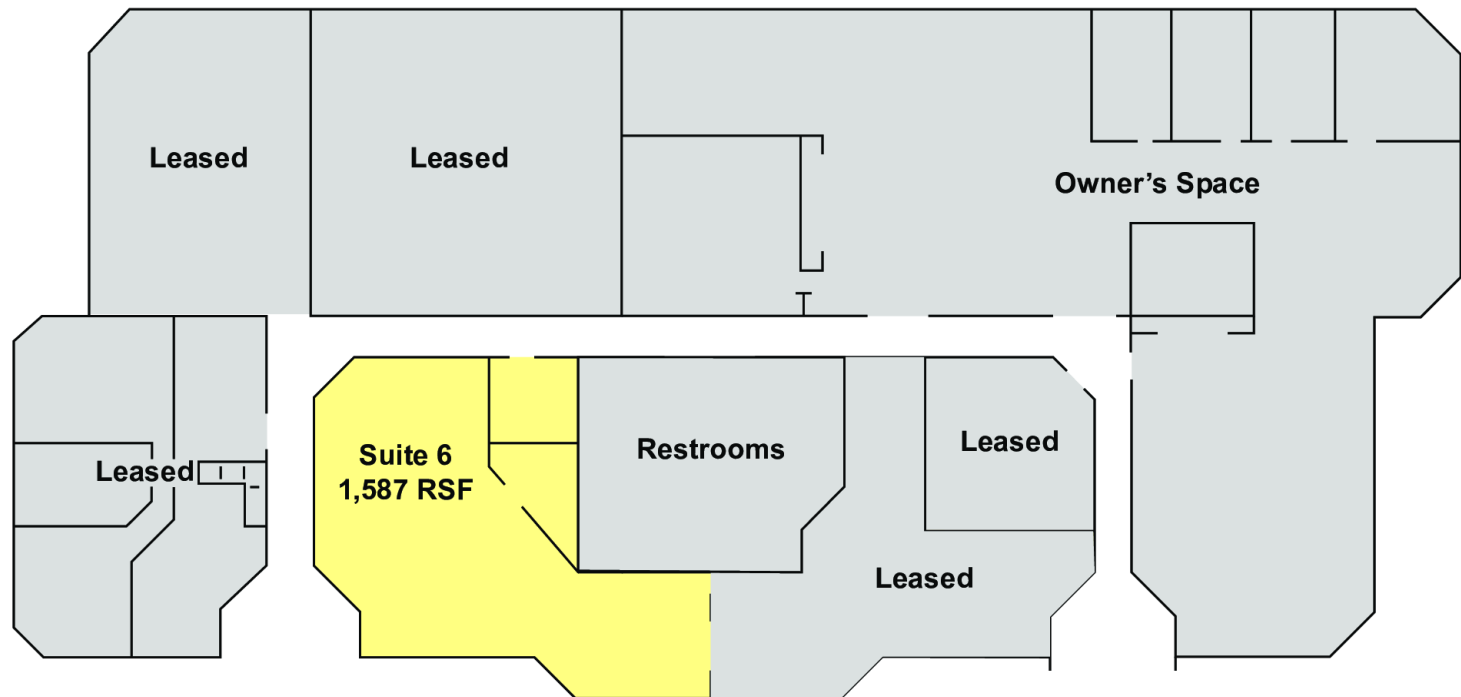 Leased
Leased
Owner’s Space
Leased
Suite 6
1,587 RSF
Restrooms
Leased
Leased